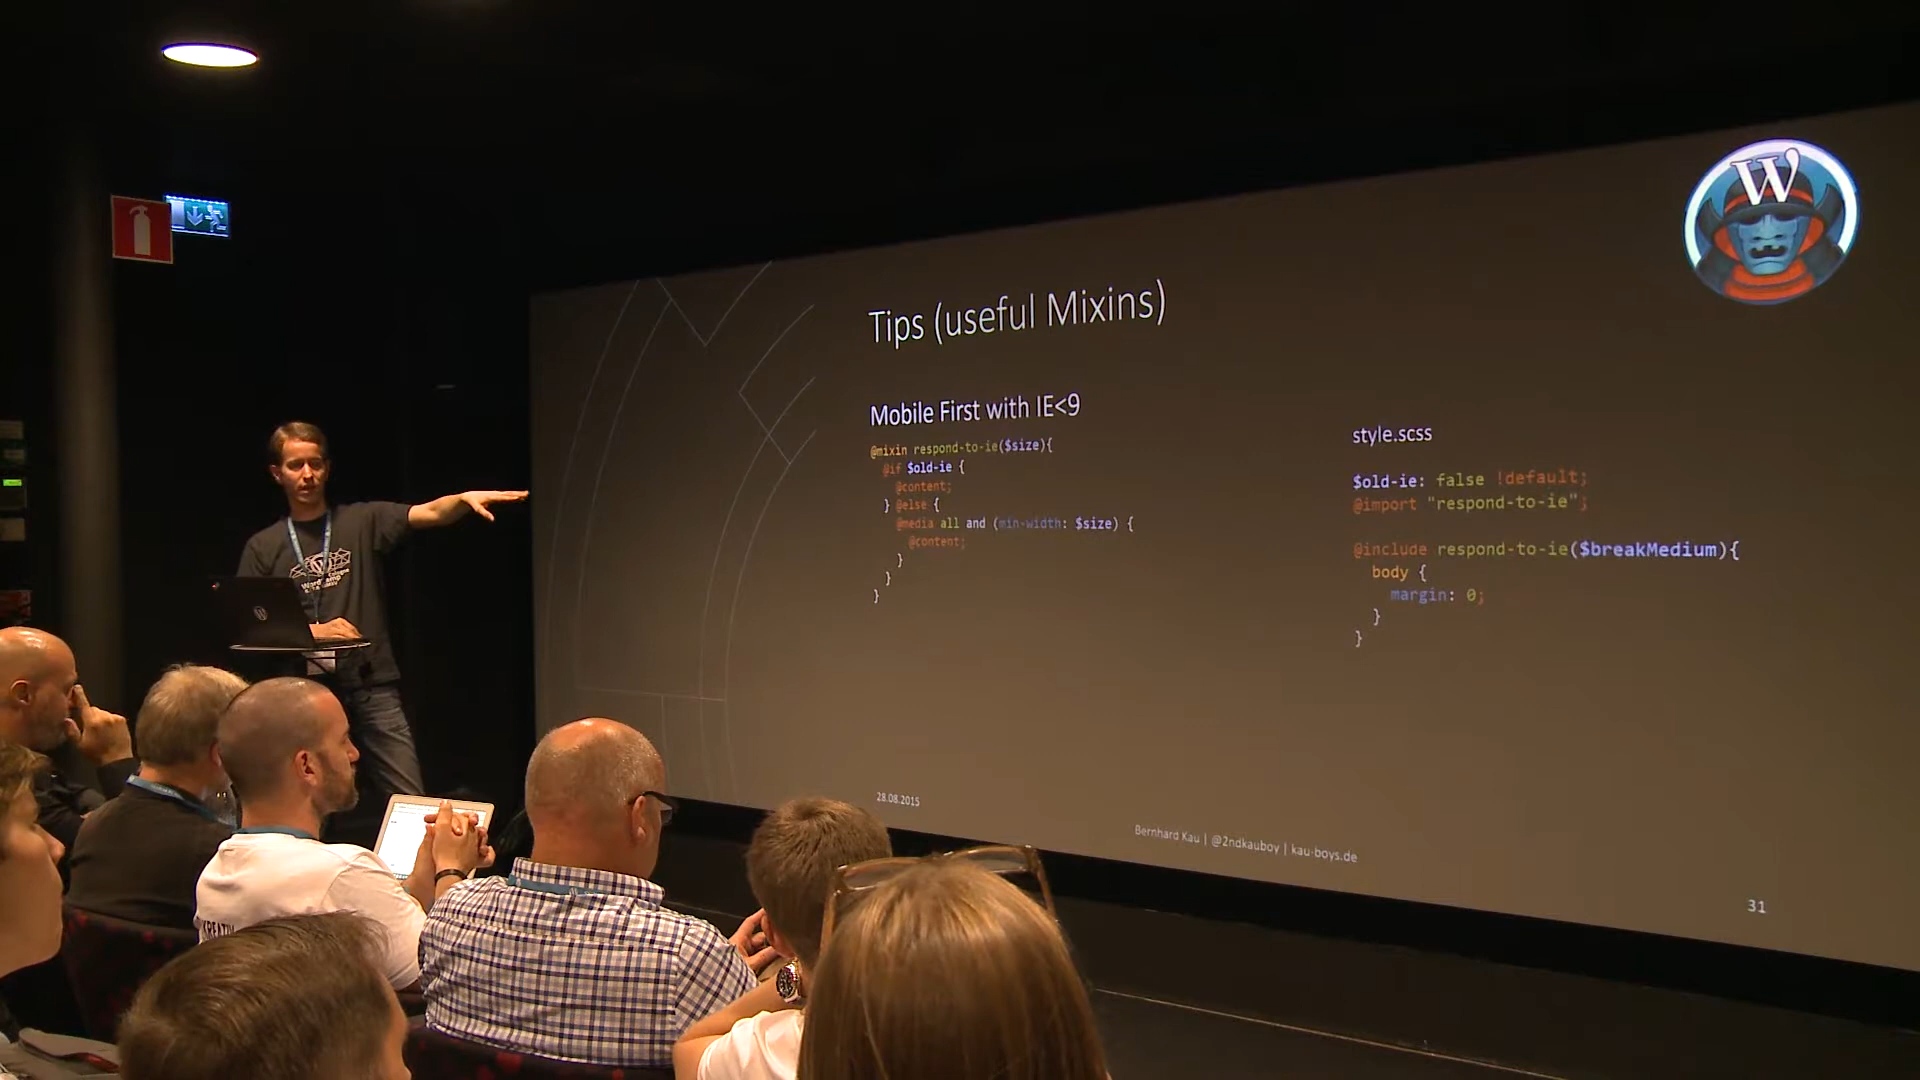 W
Tips (useful Mixins)
Mobile First with IE<9
@mixin respond-to-ie($size){
@if $old-ie {
@content;
} @else {
@media all and (min-width: $size) {
@content;
}
}
}
style.scss
$old-ie: false !default;
@import "respond-to-ie";
@include respond-to-ie($breakMedium){
body {
margin: 0;
}
}
28.08.2015
Bernhard Kau | @2ndkauboy | kau-boys.de
31